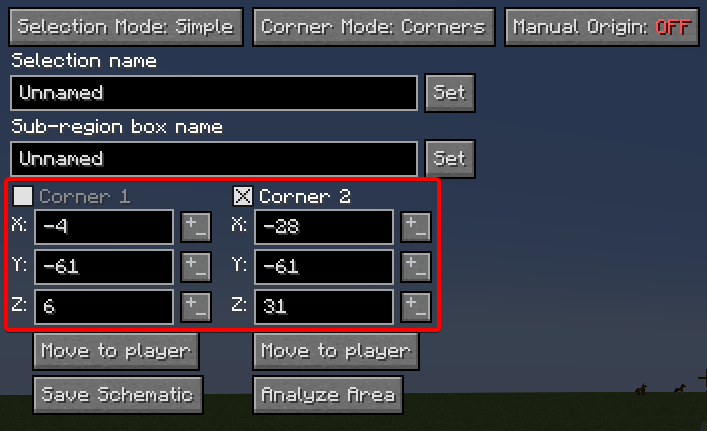 Selection Mode: Simple Corner Mode: Corners Manual Origin: OFF
Selection name
Unnamed Set
Sub-region box name
Unnamed Set
Corner 1 Corner 2
X: -4 +- X: -28 +-
Y: -61 +- Y: -61 +-
Z: 6 +- Z: 31 +-
Move to player Move to player
Save Schematic Analyze Area